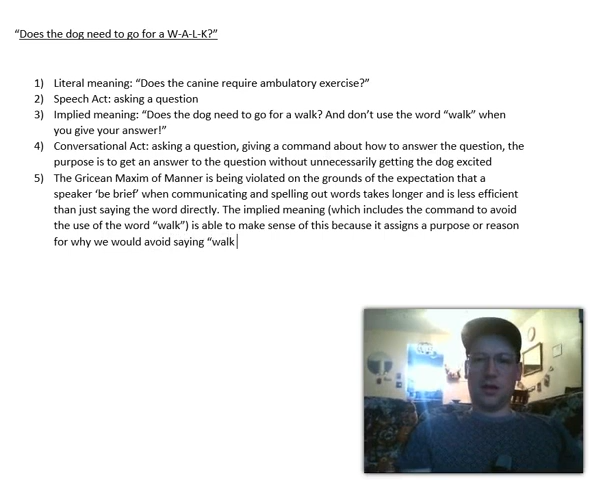 “Does the dog need to go for a W-A-L-K?”
1) Literal meaning: “Does the canine require ambulatory exercise?”
2) Speech Act: asking a question
3) Implied meaning: “Does the dog need to go for a walk? And don’t use the word “walk” when
you give your answer!”
4) Conversational Act: asking a question, giving a command about how to answer the question, the
purpose is to get an answer to the question without unnecessarily getting the dog excited
5) The Gricean Maxim of Manner is being violated on the grounds of the expectation that a
speaker ‘be brief’ when communicating and spelling out words takes longer and is less efficient
than just saying the word directly. The implied meaning (which includes the command to avoid
the use of the word “walk”) is able to make sense of this because it assigns a purpose or reason
for why we would avoid saying “walk